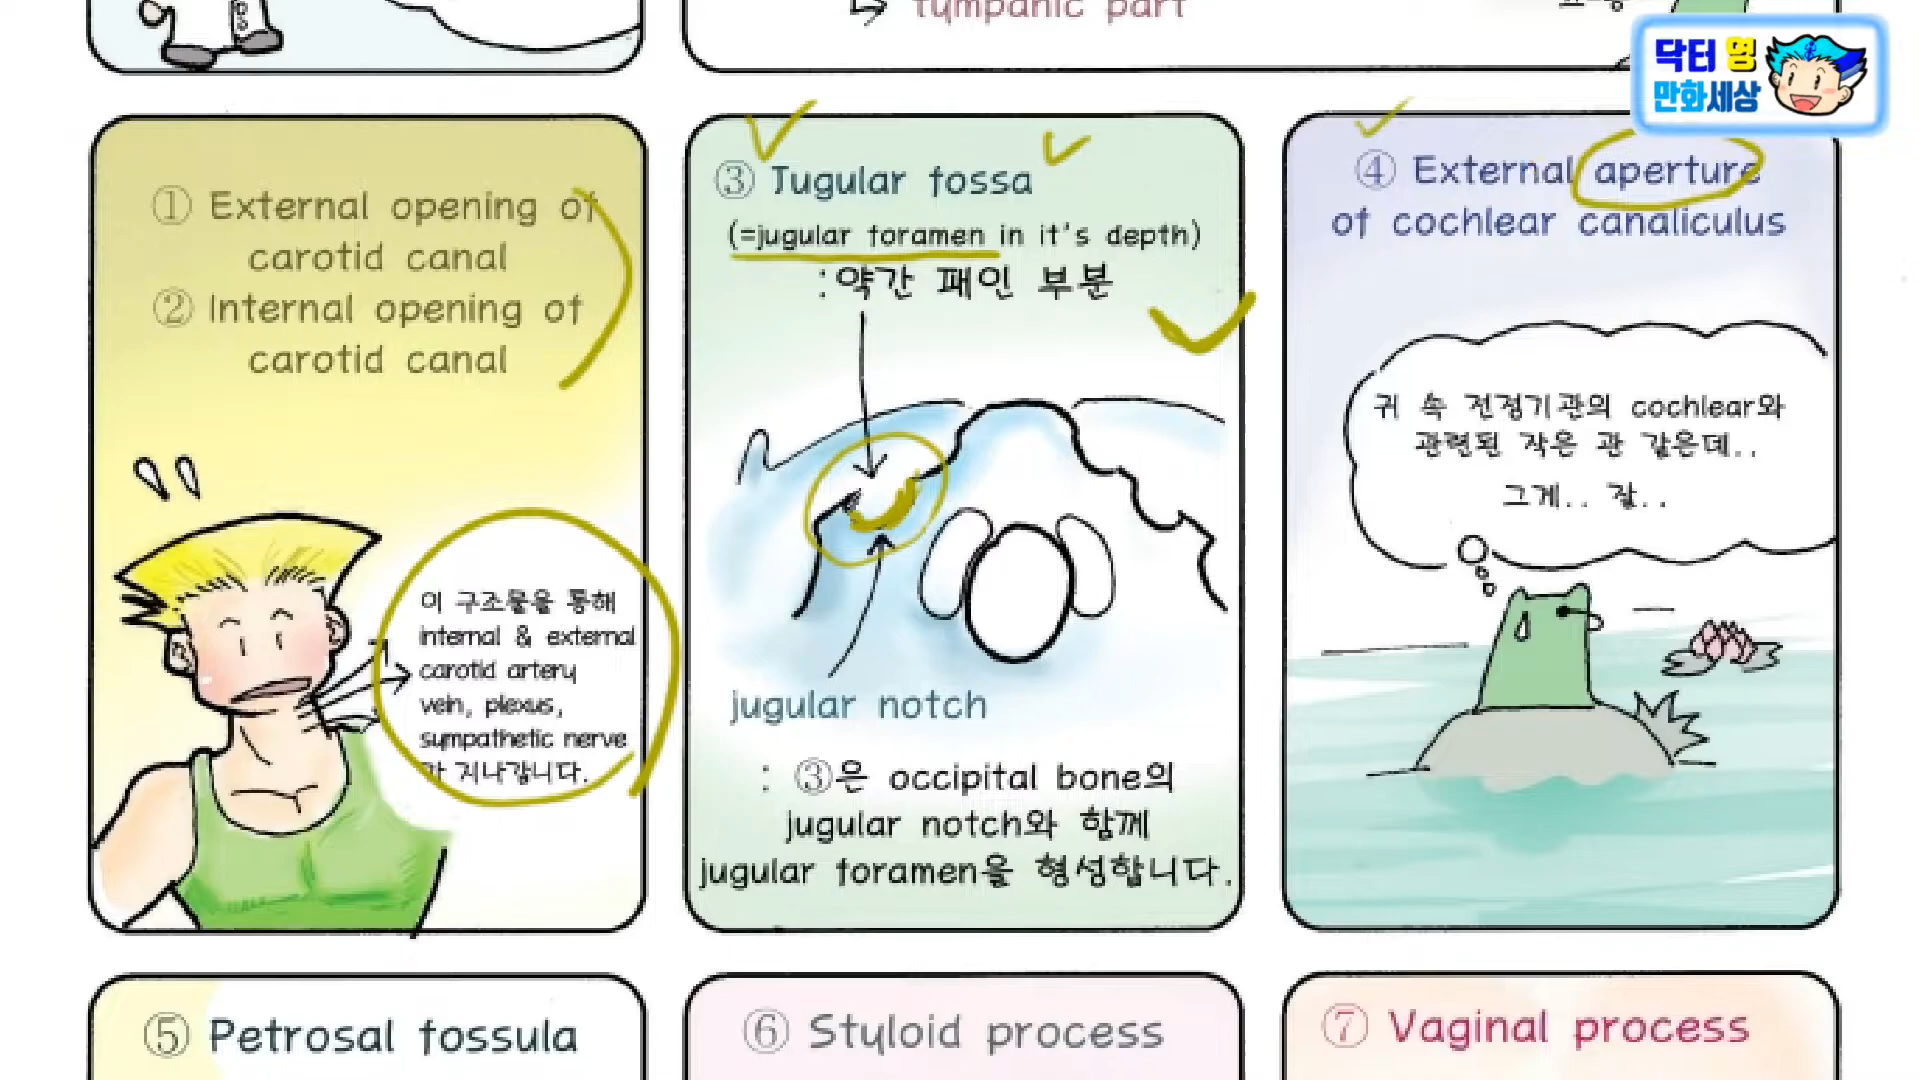 tympanic part
닥터 명
만화세상
① External opening of
carotid canal
② Internal opening of
carotid canal
이 구조물을 통해
internal & external
carotid artery
vein, plexus,
sympathetic nerve
가 지나갑니다.
③ Jugular fossa
(=jugular foramen in it's depth)
:약간 패인 부분
jugular notch
: ③은 occipital bone의
jugular notch와 함께
jugular foramen을 형성합니다.
④ External aperture
of cochlear canaliculus
귀 속 전정기관의 cochlear와
관련된 작은 관 같은데..
그게.. 잘..
⑤ Petrosal fossula
⑥ Styloid process
⑦ Vaginal process